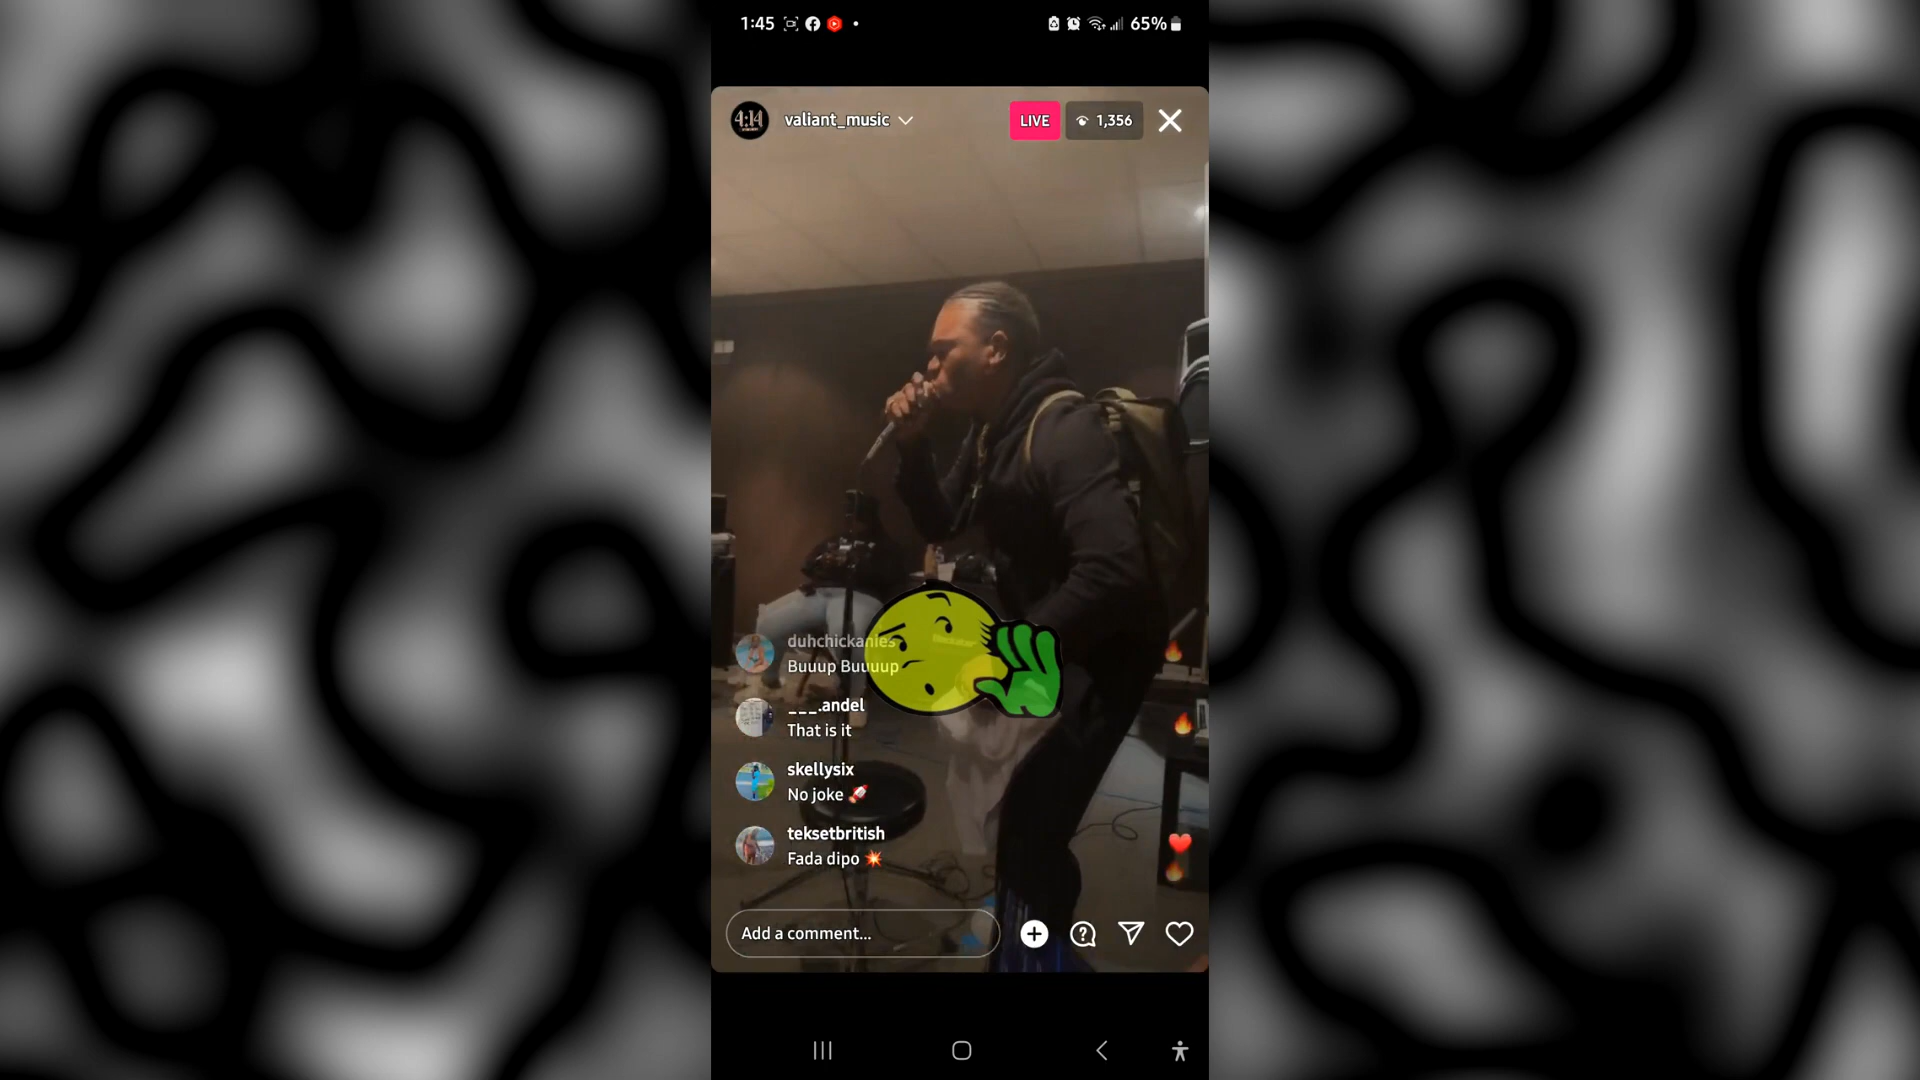 1:45
65%
4:14
valiant_music
LIVE
1,356
duhchickanies
Buuup Buuuup
___.andel
That is it
skellysix
No joke 🚀
teksetbritish
Fada dipo 💥
Add a comment...